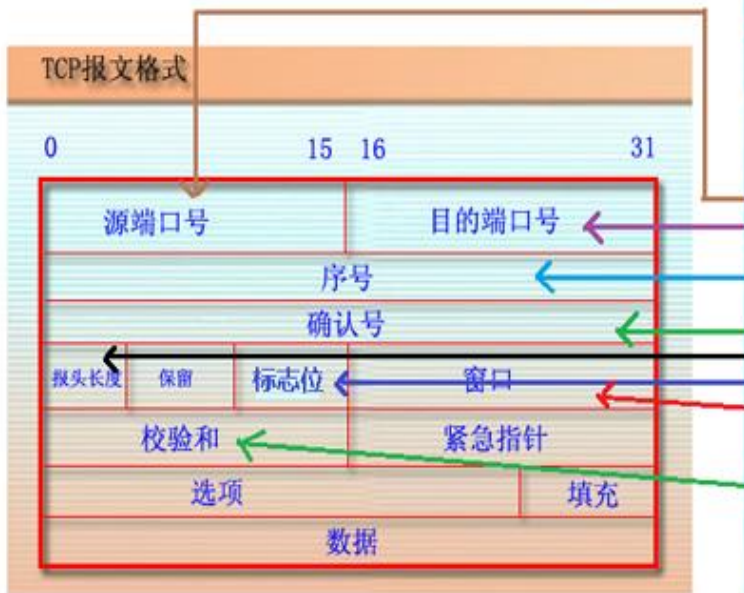 TCP报文格式
0 15 16 31
源端口号 目的端口号
序号
确认号
报头长度 保留 标志位 窗口
校验和 紧急指针
选项 填充
数据